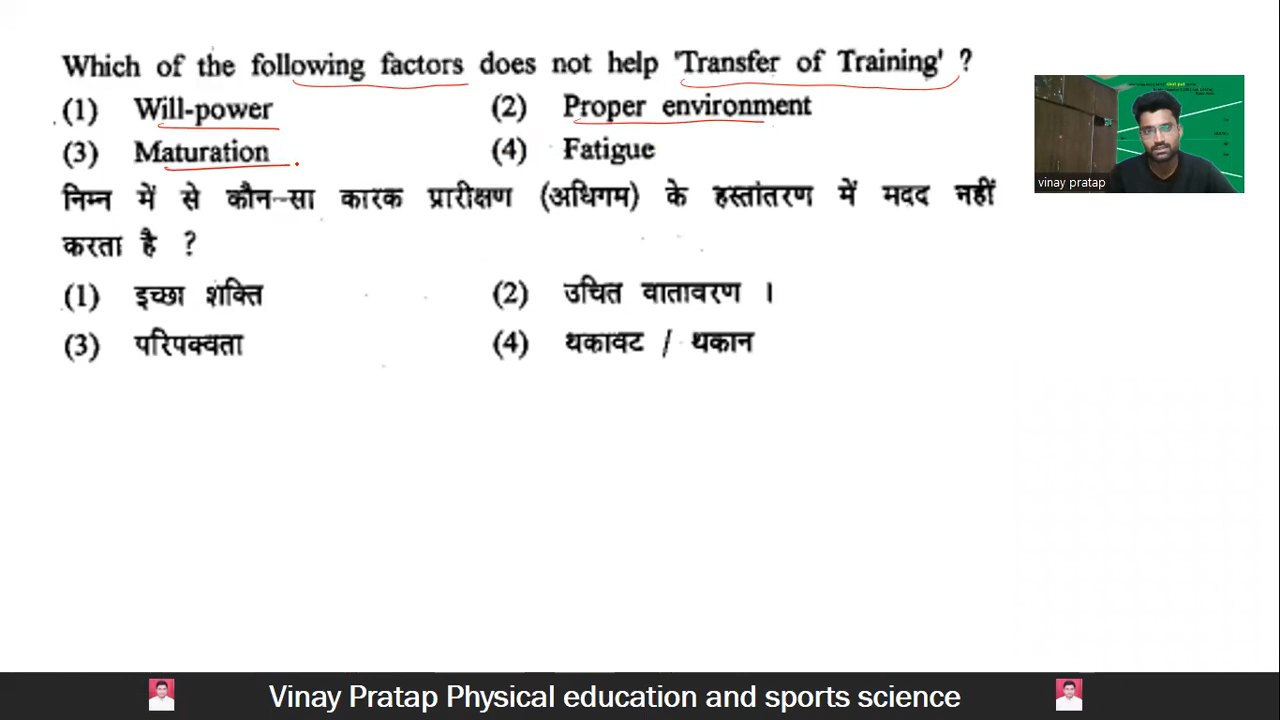 Which of the following factors does not help 'Transfer of Training' ?
(1) Will-power (2) Proper environment
(3) Maturation (4) Fatigue
निम्न में से कौन-सा कारक प्रारीक्षण (अधिगम) के हस्तांतरण में मदद नहीं
करता है ?
(1) इच्छा शक्ति (2) उचित वातावरण ।
(3) परिपक्वता (4) थकावट / थकान
vinay pratap
Vinay Pratap Physical education and sports science